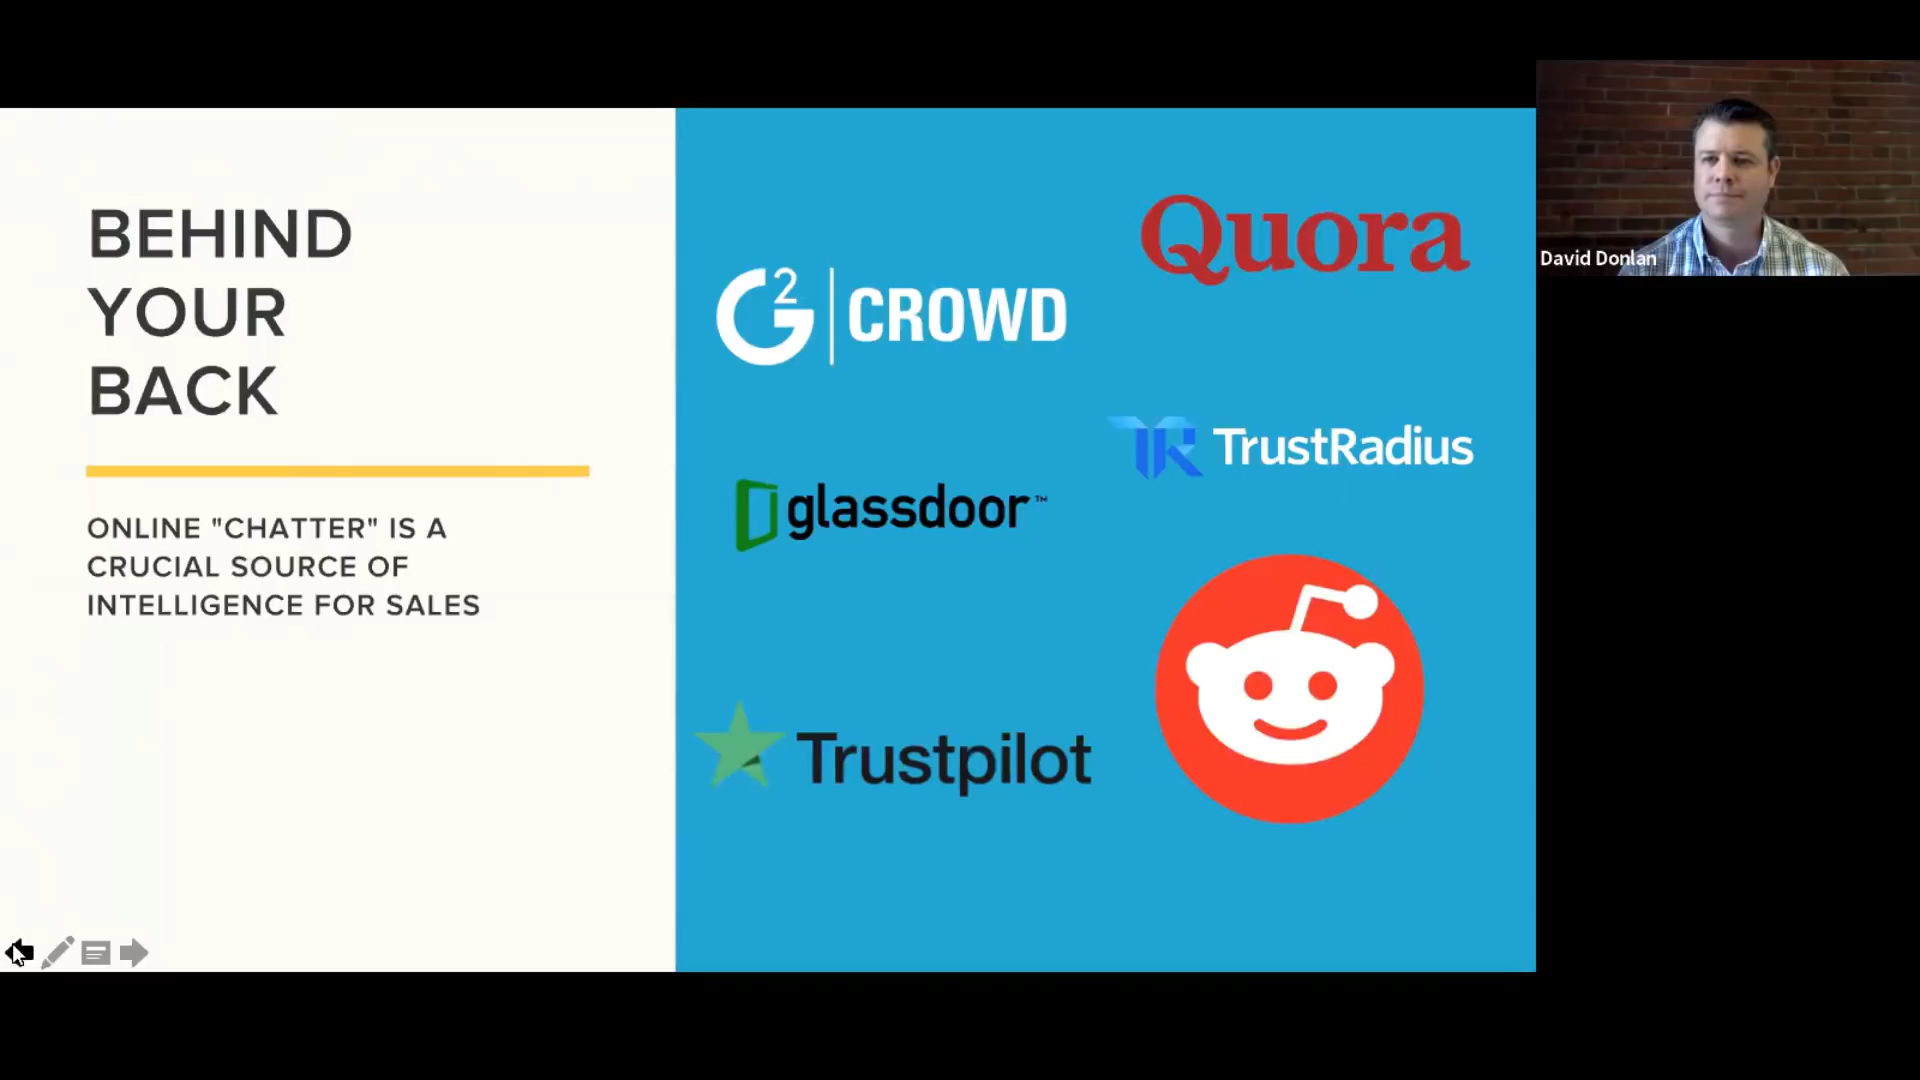 BEHIND
YOUR
BACK
ONLINE "CHATTER" IS A
CRUCIAL SOURCE OF
INTELLIGENCE FOR SALES
Quora
G2 | CROWD
TR TrustRadius
glassdoor™
Trustpilot
David Donlan